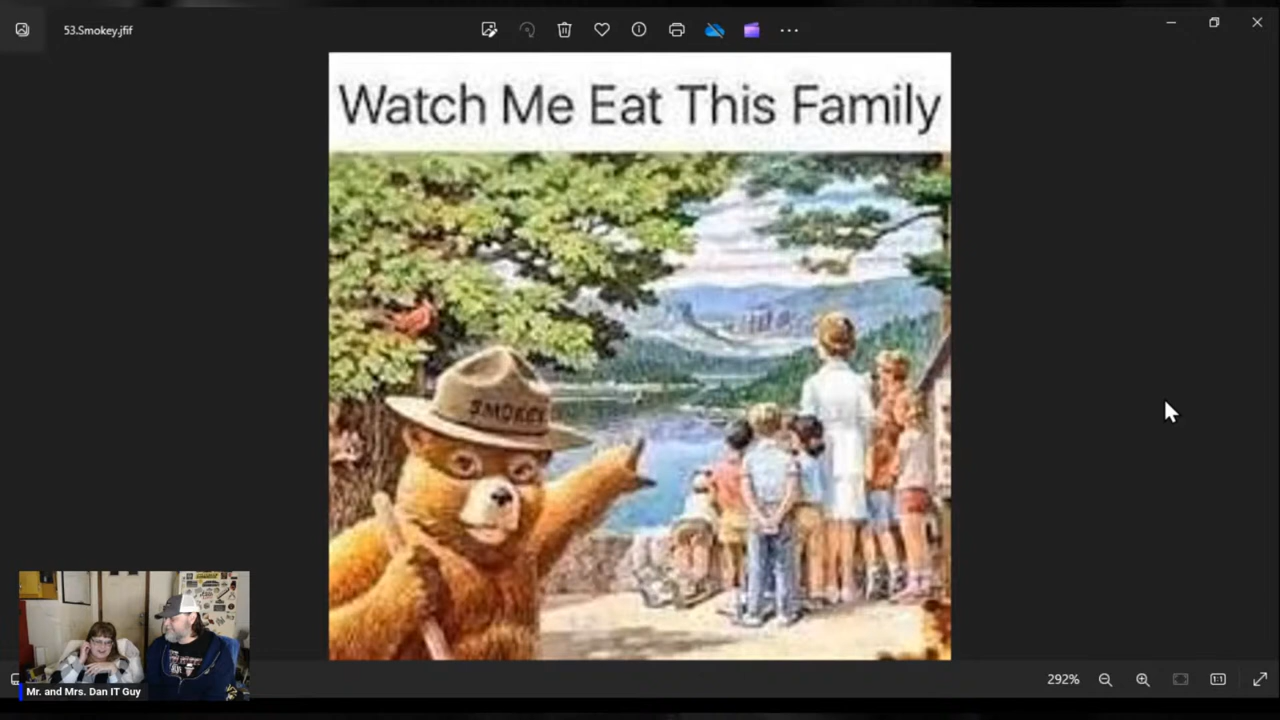 53.Smokey.jfif
Watch Me Eat This Family
SMOKEY
Mr. and Mrs. Dan IT Guy
292%